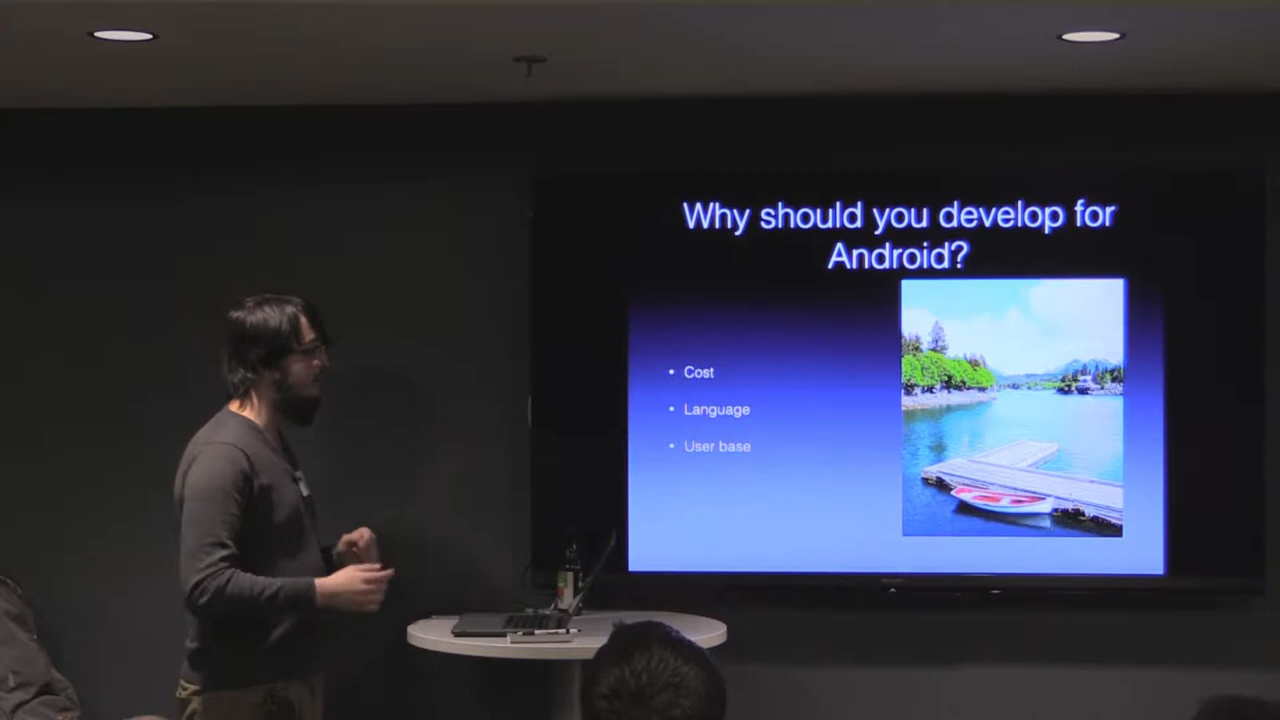 Why should you develop for
Android?
• Cost
• Language
• User base